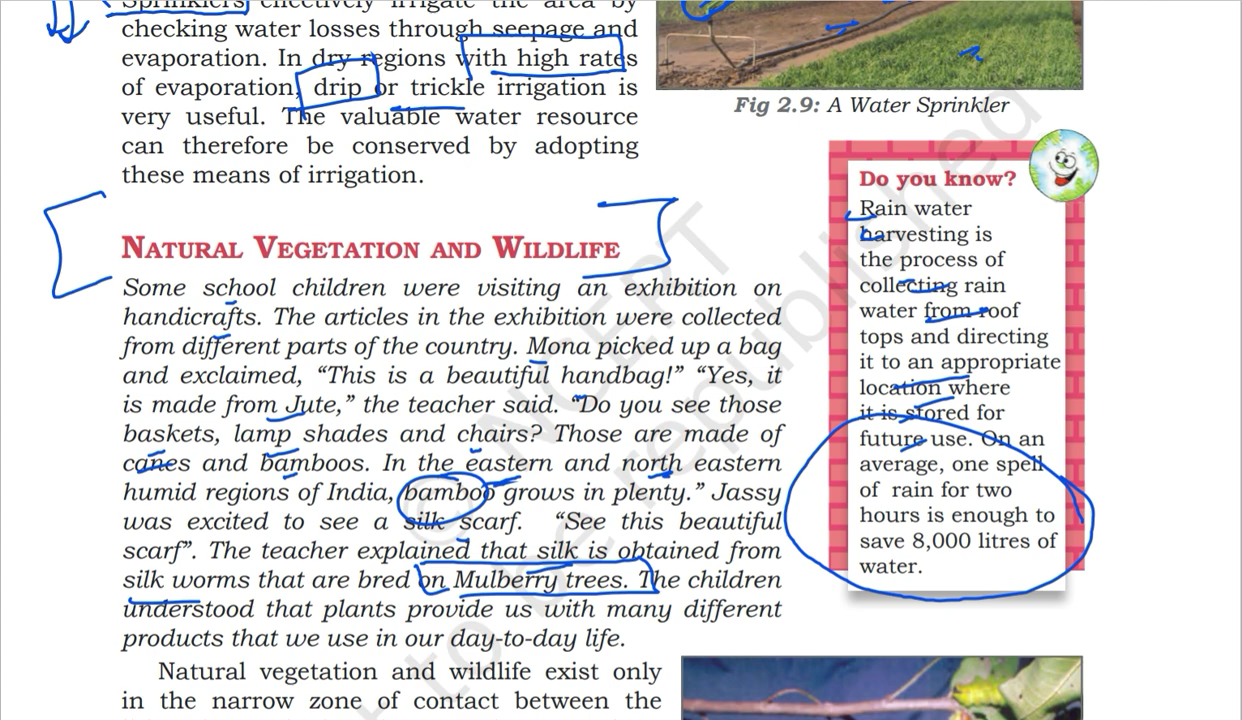 Sprinklers effectively irrigate the area by
checking water losses through seepage and
evaporation. In dry regions with high rates
of evaporation, drip or trickle irrigation is
very useful. The valuable water resource
can therefore be conserved by adopting
these means of irrigation.
Fig 2.9: A Water Sprinkler
NATURAL VEGETATION AND WILDLIFE
Some school children were visiting an exhibition on
handicrafts. The articles in the exhibition were collected
from different parts of the country. Mona picked up a bag
and exclaimed, “This is a beautiful handbag!” “Yes, it
is made from Jute,” the teacher said. “Do you see those
baskets, lamp shades and chairs? Those are made of
canes and bamboos. In the eastern and north eastern
humid regions of India, bamboo grows in plenty.” Jassy
was excited to see a silk scarf. “See this beautiful
scarf”. The teacher explained that silk is obtained from
silk worms that are bred on Mulberry trees. The children
understood that plants provide us with many different
products that we use in our day-to-day life.
Natural vegetation and wildlife exist only
in the narrow zone of contact between the
Do you know?
Rain water
harvesting is
the process of
collecting rain
water from roof
tops and directing
it to an appropriate
location where
it is stored for
future use. On an
average, one spell
of rain for two
hours is enough to
save 8,000 litres of
water.
© NCERT
to be republished